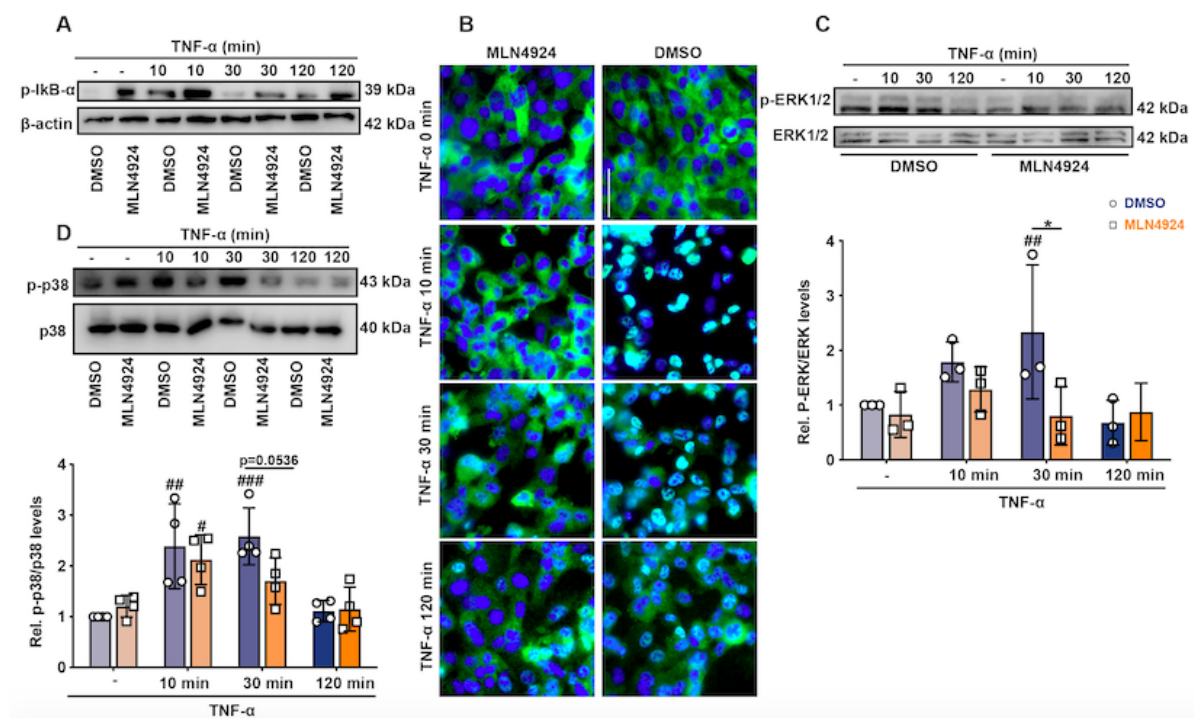 A
TNF-α (min)
- - 10 10 30 30 120 120
p-IkB-α 39 kDa
β-actin 42 kDa
DMSO MLN4924 DMSO MLN4924 DMSO MLN4924 DMSO MLN4924
B
MLN4924 DMSO
TNF-α 0 min
TNF-α 10 min
TNF-α 30 min
TNF-α 120 min
C
TNF-α (min)
- 10 30 120 - 10 30 120
p-ERK1/2 42 kDa
ERK1/2 42 kDa
DMSO MLN4924
DMSO
MLN4924
Rel. P-ERK/ERK levels
4
3
2
1
0
## *
- 10 min 30 min 120 min
TNF-α
D
TNF-α (min)
- - 10 10 30 30 120 120
p-p38 43 kDa
p38 40 kDa
DMSO MLN4924 DMSO MLN4924 DMSO MLN4924 DMSO MLN4924
Rel. p-p38/p38 levels
4
3
2
1
0
p=0.0536
## # ###
- 10 min 30 min 120 min
TNF-α